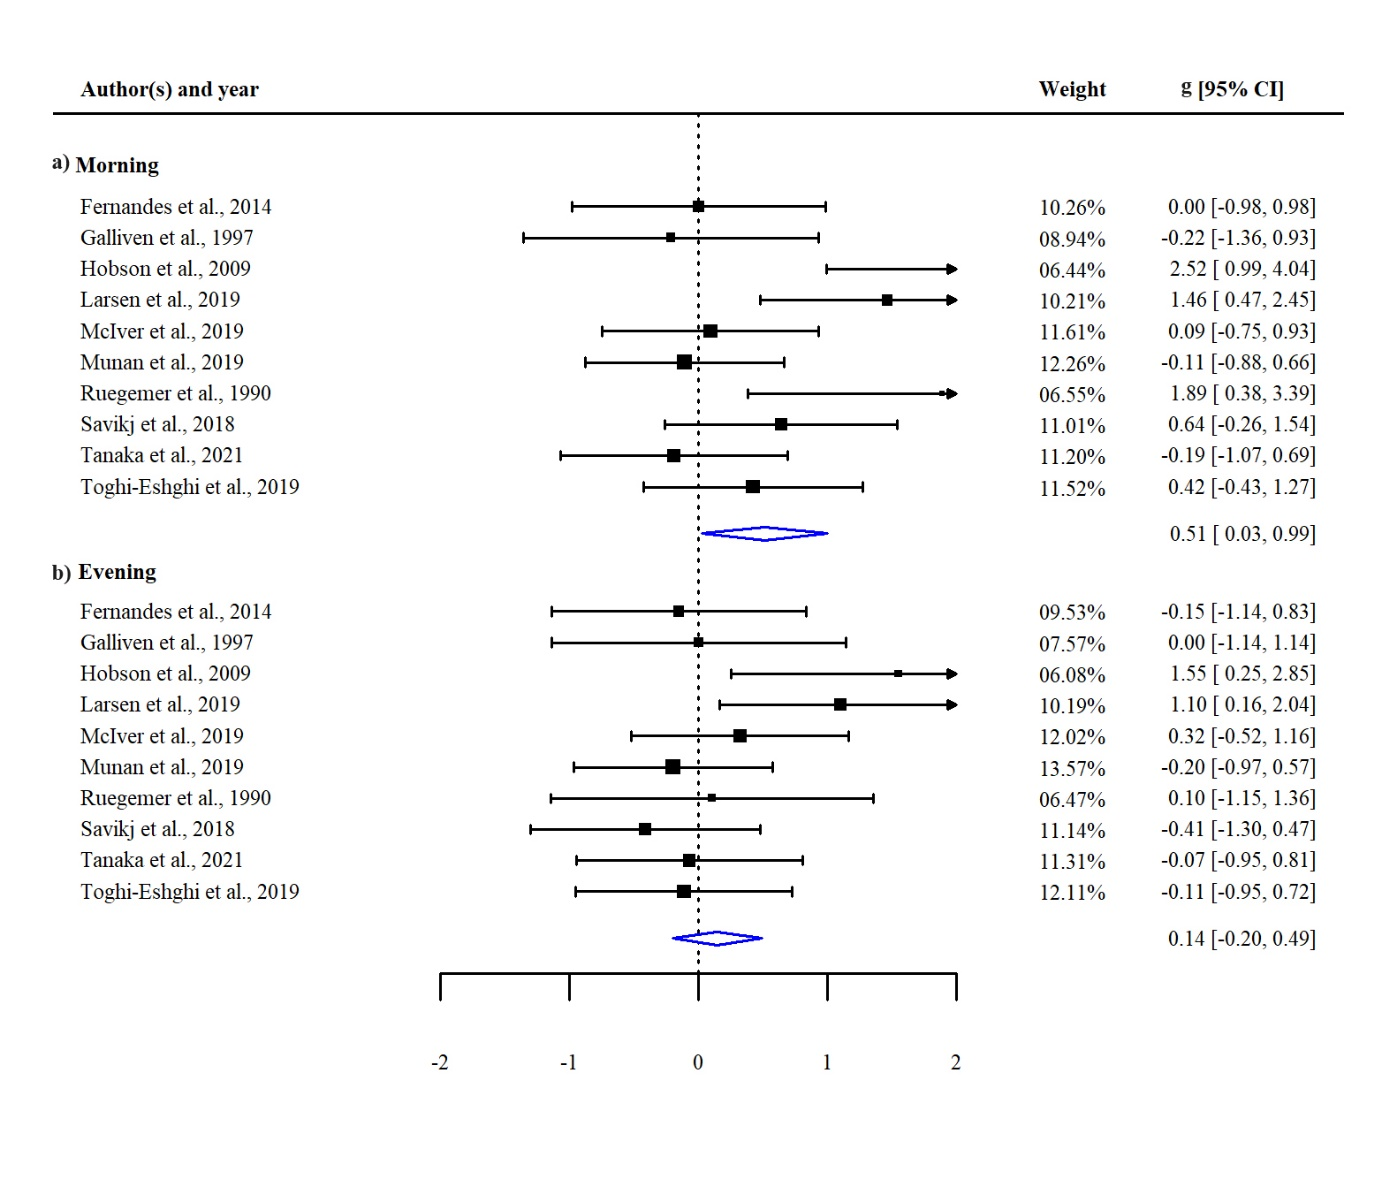 Author(s) and year Weight g [95% CI]
a) Morning
Fernandes et al., 2014 10.26% 0.00 [-0.98, 0.98]
Galliven et al., 1997 08.94% -0.22 [-1.36, 0.93]
Hobson et al., 2009 06.44% 2.52 [ 0.99, 4.04]
Larsen et al., 2019 10.21% 1.46 [ 0.47, 2.45]
McIver et al., 2019 11.61% 0.09 [-0.75, 0.93]
Munan et al., 2019 12.26% -0.11 [-0.88, 0.66]
Ruegemer et al., 1990 06.55% 1.89 [ 0.38, 3.39]
Savikj et al., 2018 11.01% 0.64 [-0.26, 1.54]
Tanaka et al., 2021 11.20% -0.19 [-1.07, 0.69]
Toghi-Eshghi et al., 2019 11.52% 0.42 [-0.43, 1.27]
0.51 [ 0.03, 0.99]
b) Evening
Fernandes et al., 2014 09.53% -0.15 [-1.14, 0.83]
Galliven et al., 1997 07.57% 0.00 [-1.14, 1.14]
Hobson et al., 2009 06.08% 1.55 [ 0.25, 2.85]
Larsen et al., 2019 10.19% 1.10 [ 0.16, 2.04]
McIver et al., 2019 12.02% 0.32 [-0.52, 1.16]
Munan et al., 2019 13.57% -0.20 [-0.97, 0.57]
Ruegemer et al., 1990 06.47% 0.10 [-1.15, 1.36]
Savikj et al., 2018 11.14% -0.41 [-1.30, 0.47]
Tanaka et al., 2021 11.31% -0.07 [-0.95, 0.81]
Toghi-Eshghi et al., 2019 12.11% -0.11 [-0.95, 0.72]
0.14 [-0.20, 0.49]
-2 -1 0 1 2